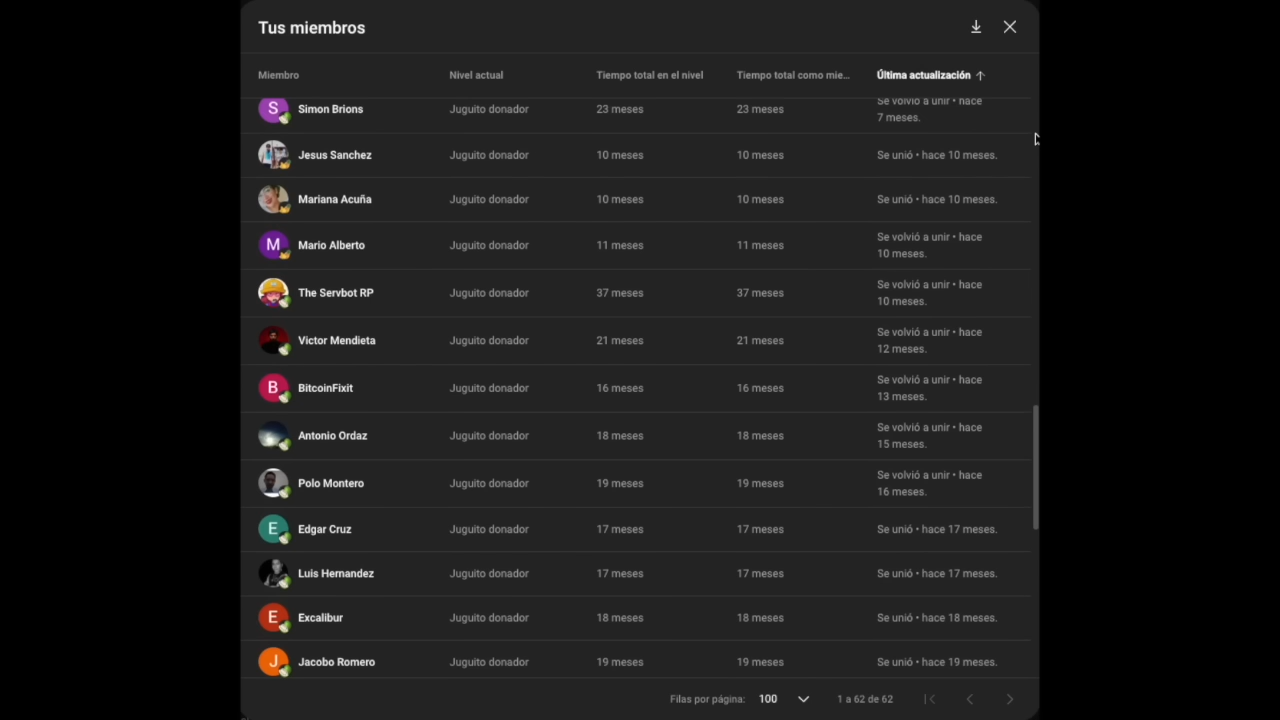 Tus miembros
Miembro Nivel actual Tiempo total en el nivel Tiempo total como mie... Última actualización
S Simon Brions Juguito donador 23 meses 23 meses Se volvió a unir • hace
7 meses.
Jesus Sanchez Juguito donador 10 meses 10 meses Se unió • hace 10 meses.
Mariana Acuña Juguito donador 10 meses 10 meses Se unió • hace 10 meses.
M Mario Alberto Juguito donador 11 meses 11 meses Se volvió a unir • hace
10 meses.
The Servbot RP Juguito donador 37 meses 37 meses Se volvió a unir • hace
10 meses.
Victor Mendieta Juguito donador 21 meses 21 meses Se volvió a unir • hace
12 meses.
B BitcoinFixit Juguito donador 16 meses 16 meses Se volvió a unir • hace
13 meses.
Antonio Ordaz Juguito donador 18 meses 18 meses Se volvió a unir • hace
15 meses.
Polo Montero Juguito donador 19 meses 19 meses Se volvió a unir • hace
16 meses.
E Edgar Cruz Juguito donador 17 meses 17 meses Se unió • hace 17 meses.
Luis Hernandez Juguito donador 17 meses 17 meses Se unió • hace 17 meses.
E Excalibur Juguito donador 18 meses 18 meses Se unió • hace 18 meses.
J Jacobo Romero Juguito donador 19 meses 19 meses Se unió • hace 19 meses.
Filas por página: 100 1 a 62 de 62